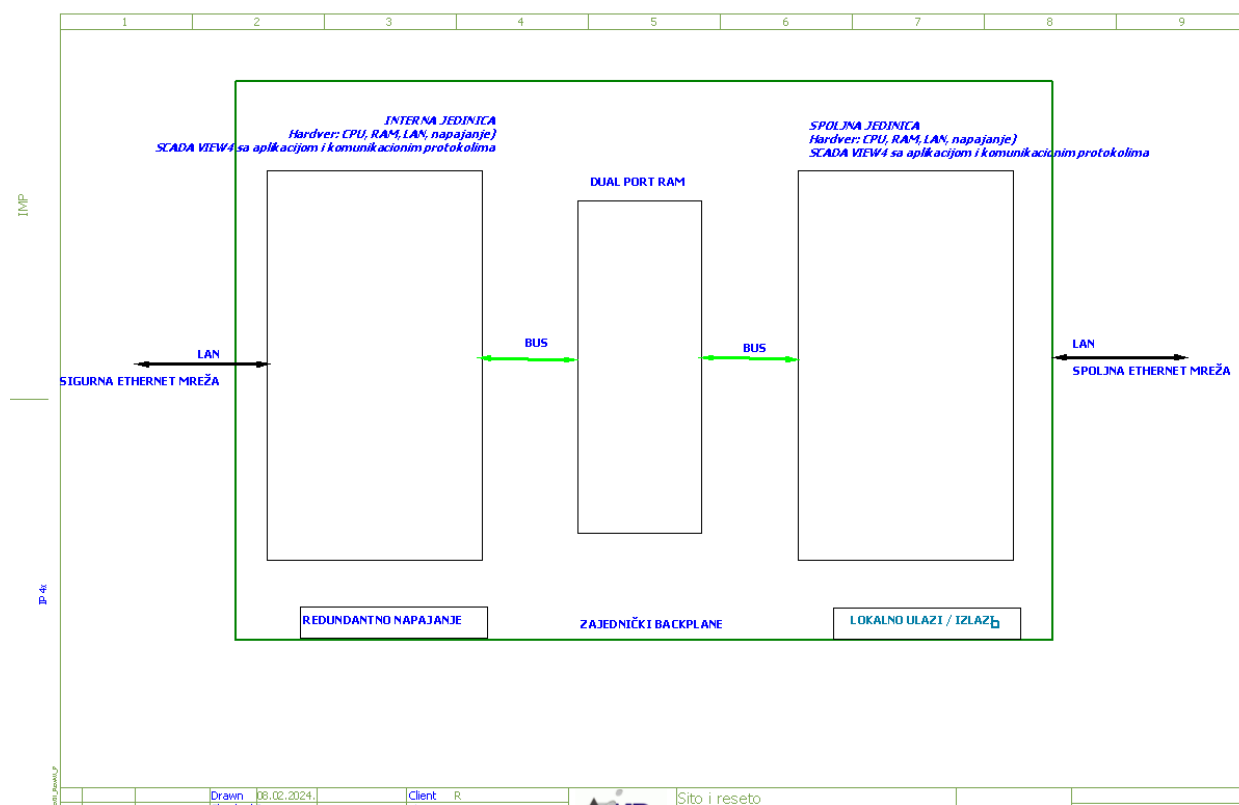 1 2 3 4 5 6 7 8 9
INTERNA JEDINICA
Hardver: CPU, RAM,LAN, napajanje}
SCADA VIEW4 sa aplikacijom i komunikacionim protokolima
SPOLJNA JEDINICA
Hardver: CPU, RAM,LAN, napajanje}
SCADA VIEW4 sa aplikacijom i komunikacionim protokolima
DUAL PORT RAM
IMP
BUS
BUS
LAN
SIGURNA ETHERNET MREŽA
LAN
SPOLJNA ETHERNET MREŽA
IP 4x
REDUNDANTNO NAPAJANJE
ZAJEDNIČKI BACKPLANE
LOKALNO ULAZI / IZLAZI
Drawn 08.02.2024.
Client R
Sito i reseto